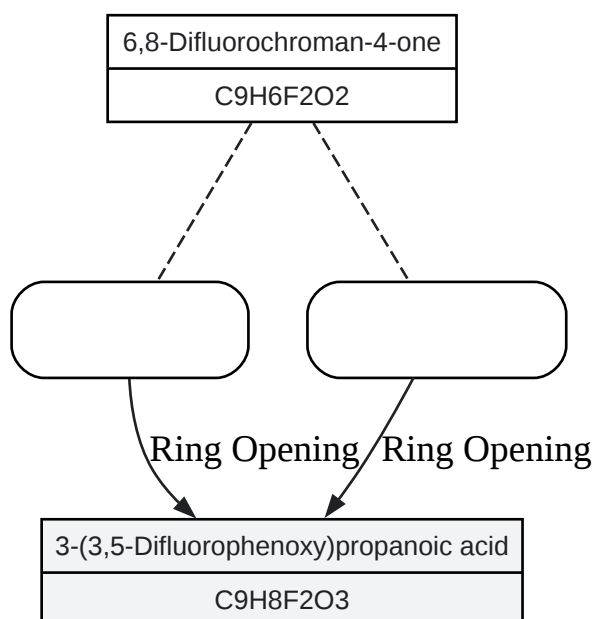 6,8-Difluorochroman-4-one
C9H6F2O2
Ring Opening
Ring Opening
3-(3,5-Difluorophenoxy)propanoic acid
C9H8F2O3